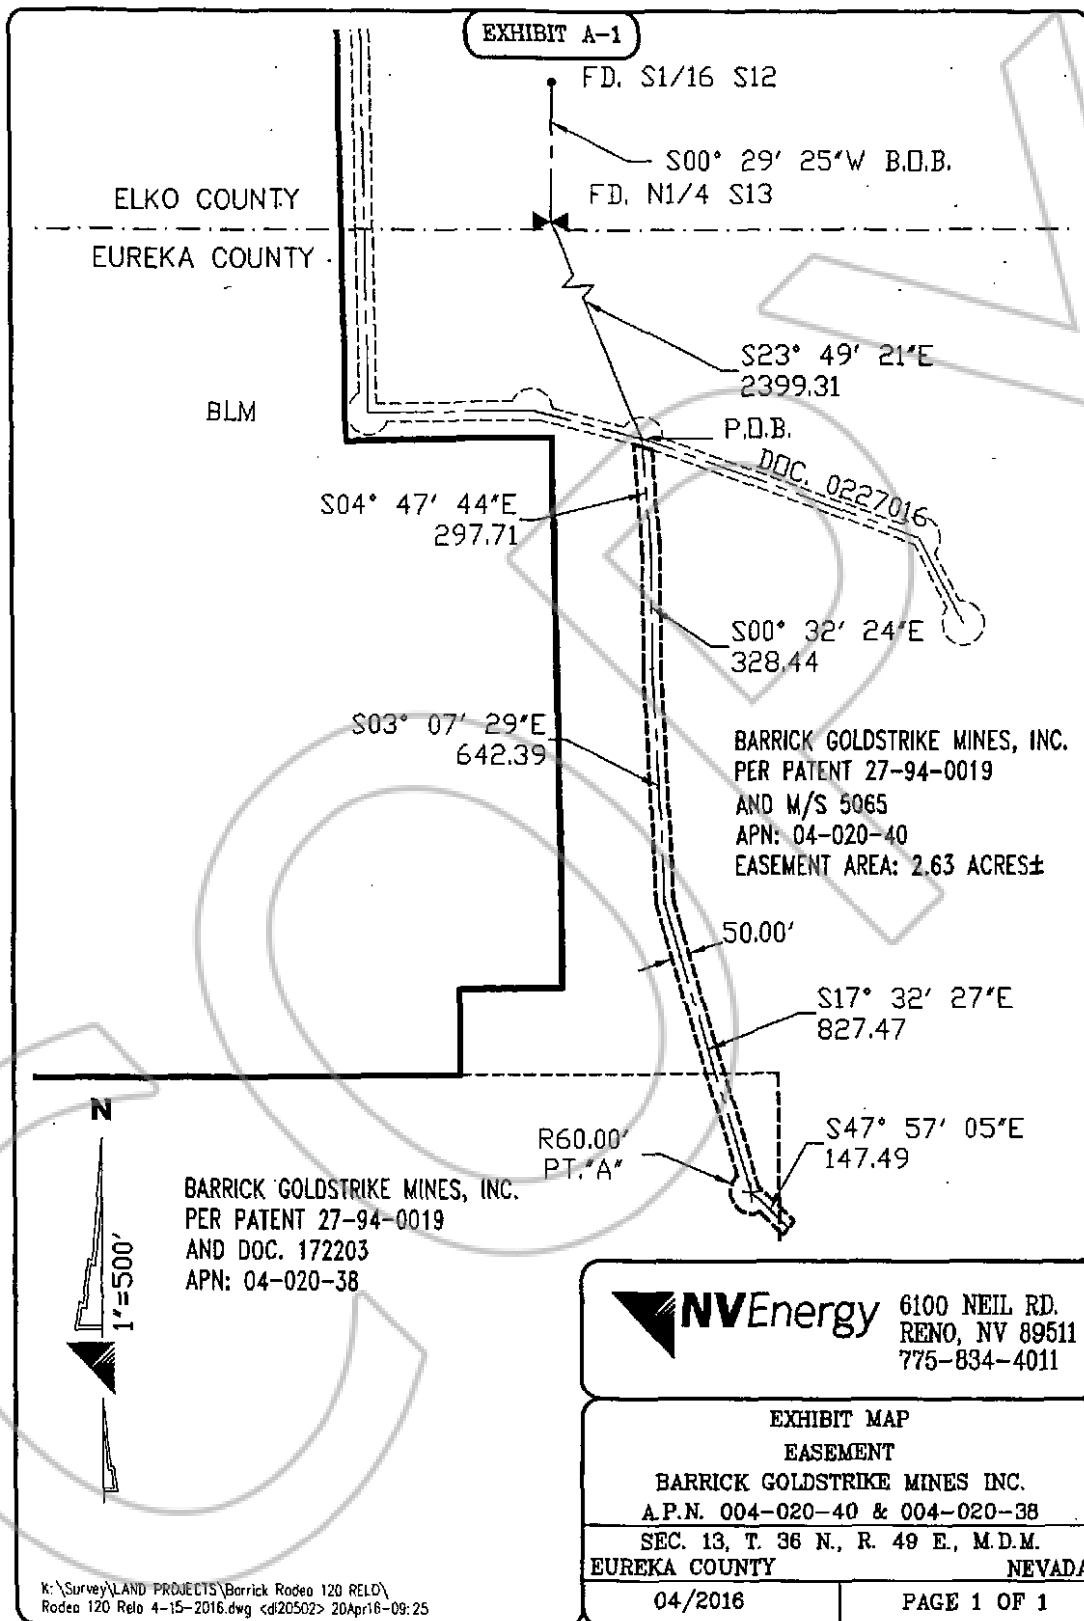 EXHIBIT A-1
FD. S1/16 S12
S00° 29' 25"W B.O.B.
FD. N1/4 S13
ELKO COUNTY
EUREKA COUNTY
S23° 49' 21"E
2399.31
BLM
P.O.B.
DOC. 0227016
S04° 47' 44"E
297.71
S00° 32' 24"E
328.44
S03° 07' 29"E
642.39
BARRICK GOLDSTRIKE MINES, INC.
PER PATENT 27-94-0019
AND M/S 5065
APN: 04-020-40
EASEMENT AREA: 2.63 ACRES±
50.00'
S17° 32' 27"E
827.47
N
R60.00'
PT."A"
S47° 57' 05"E
147.49
BARRICK GOLDSTRIKE MINES, INC.
PER PATENT 27-94-0019
AND DOC. 172203
APN: 04-020-38
1"=500'
NVEnergy
6100 NEIL RD.
RENO, NV 89511
775-834-4011
EXHIBIT MAP
EASEMENT
BARRICK GOLDSTRIKE MINES INC.
A.P.N. 004-020-40 & 004-020-38
SEC. 13, T. 36 N., R. 49 E., M.D.M.
EUREKA COUNTY NEVADA
04/2016 PAGE 1 OF 1
K:\Survey\LAND PROJECTS\Barrick Rodeo 120 RELO\
Rodeo 120 Relo 4-15-2016.dwg <dl20502> 20Apr16-09:25
COPY